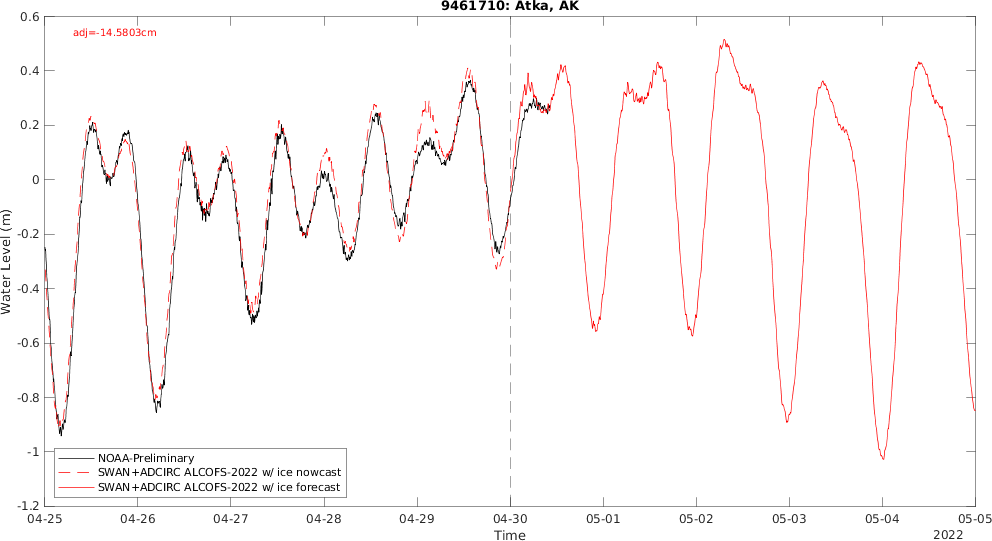 9461710: Atka, AK
adj=-14.5803cm
0.6
0.4
0.2
0
-0.2
-0.4
-0.6
-0.8
-1
-1.2
Water Level (m)
NOAA-Preliminary
SWAN+ADCIRC ALCOFS-2022 w/ ice nowcast
SWAN+ADCIRC ALCOFS-2022 w/ ice forecast
04-25 04-26 04-27 04-28 04-29 04-30 05-01 05-02 05-03 05-04 05-05
Time
2022